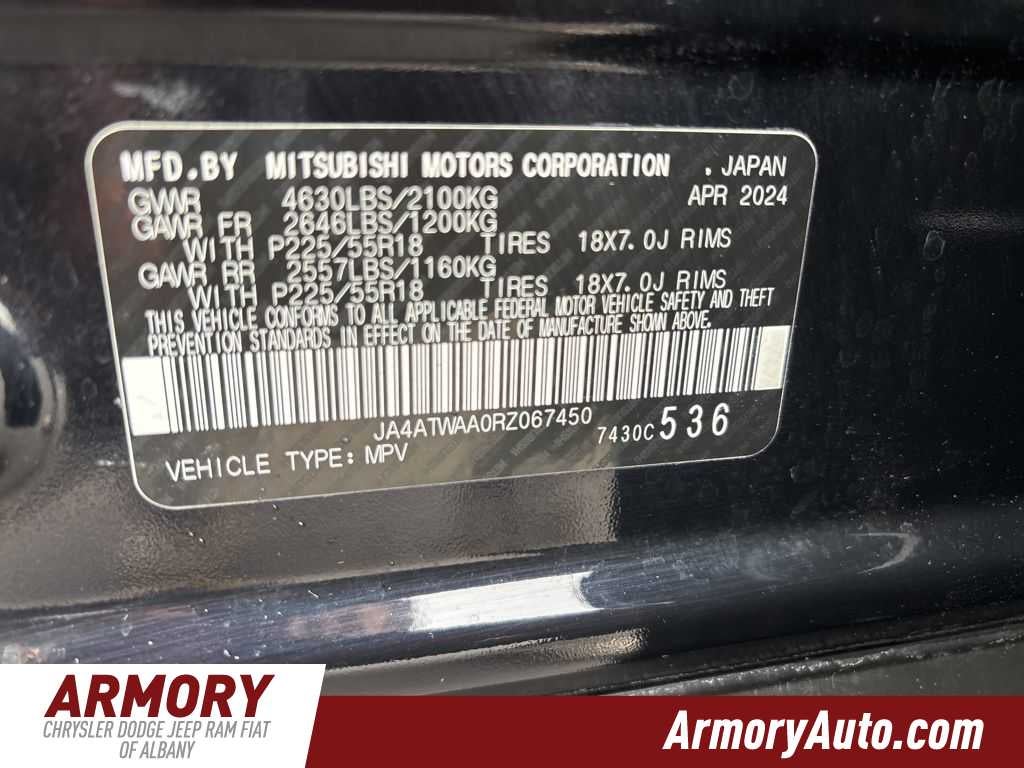 MFD.BY MITSUBISHI MOTORS CORPORATION . JAPAN
GVWR 4630LBS/2100KG APR 2024
GAWR FR 2646LBS/1200KG
WITH P225/55R18 TIRES 18X7.0J RIMS
GAWR RR 2557LBS/1160KG
WITH P225/55R18 TIRES 18X7.0J RIMS
THIS VEHICLE CONFORMS TO ALL APPLICABLE FEDERAL MOTOR VEHICLE SAFETY AND THEFT
PREVENTION STANDARDS IN EFFECT ON THE DATE OF MANUFACTURE SHOWN ABOVE.
JA4ATWAA0RZ067450 7430C 536
VEHICLE TYPE: MPV
ARMORY
CHRYSLER DODGE JEEP RAM FIAT
OF ALBANY
ArmoryAuto.com